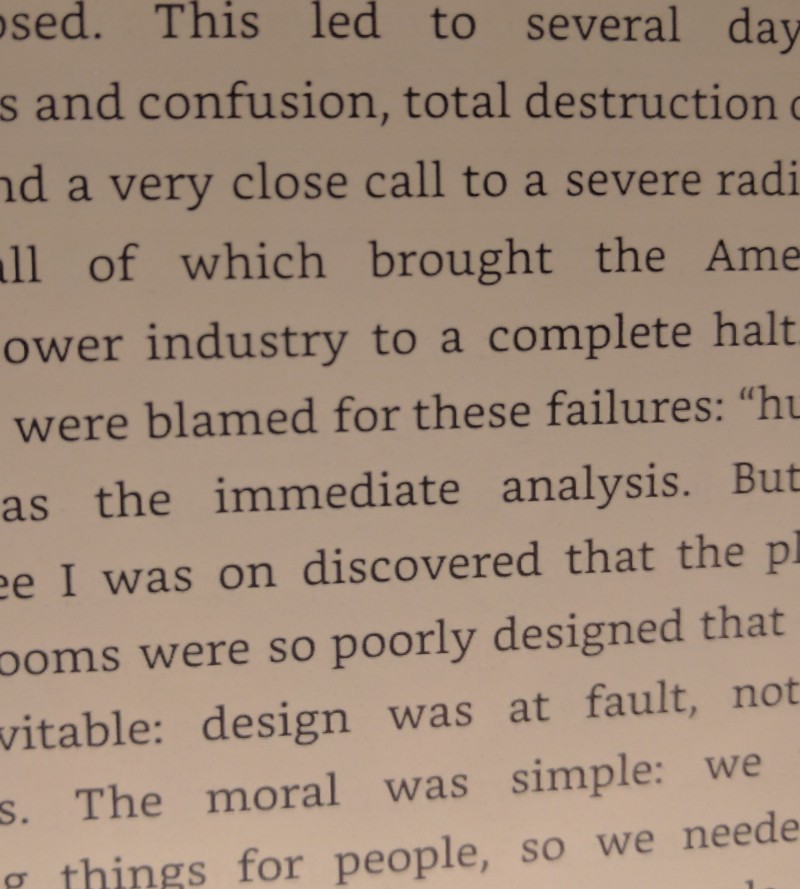 osed. This led to several day
s and confusion, total destruction
nd a very close call to a severe radi
all of which brought the Ame
ower industry to a complete halt.
were blamed for these failures: “hu
as the immediate analysis. But
ee I was on discovered that the pl
ooms were so poorly designed that
vitable: design was at fault, not
s. The moral was simple: we
g things for people, so we neede